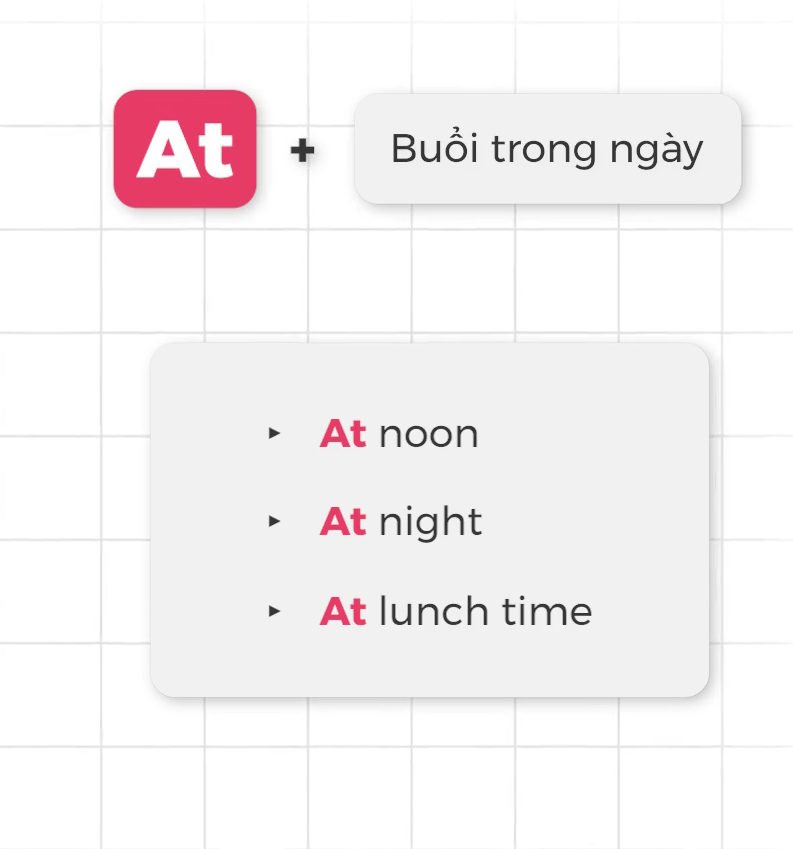 At + Buổi trong ngày
‣ At noon
‣ At night
‣ At lunch time